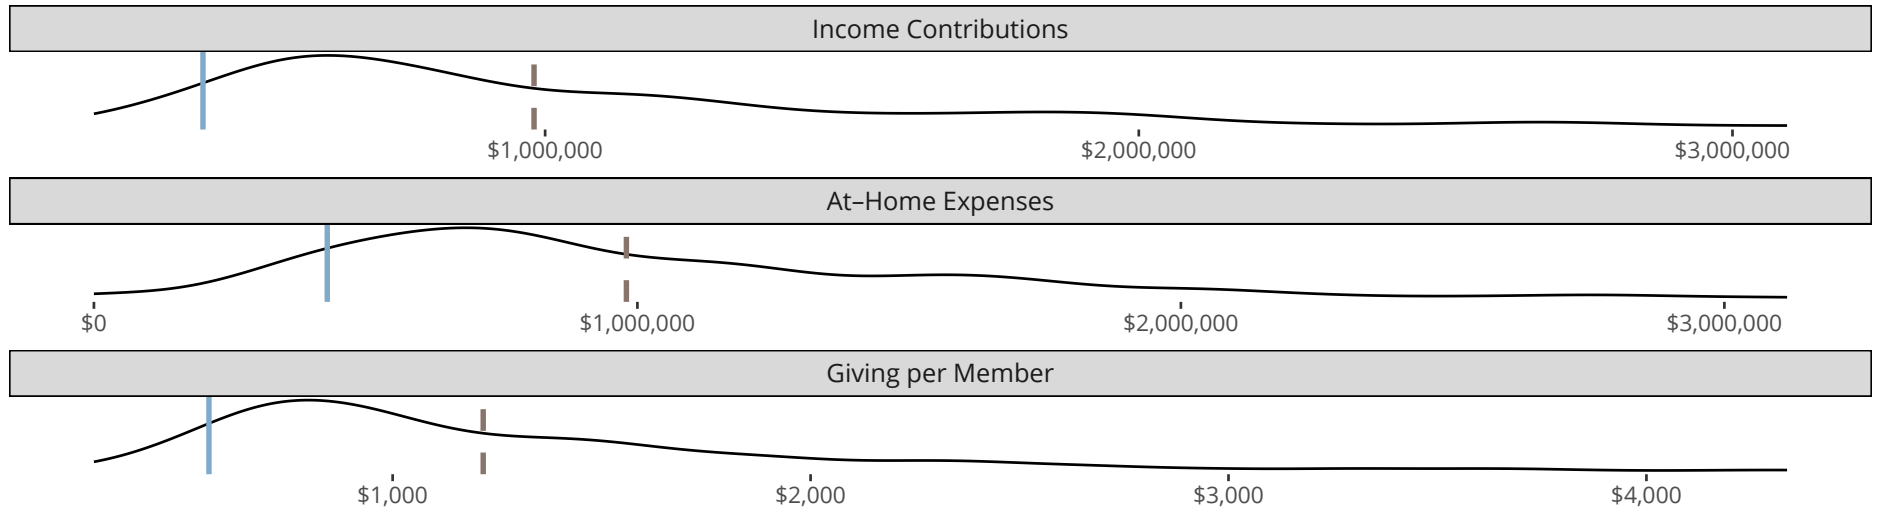 Income Contributions
$1,000,000 $2,000,000 $3,000,000
At–Home Expenses
$0 $1,000,000 $2,000,000 $3,000,000
Giving per Member
$1,000 $2,000 $3,000 $4,000